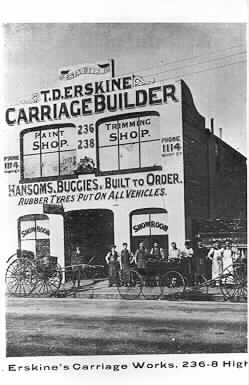 T.D. ERSKINE
CARRIAGE BUILDER
PAINT SHOP.
236
238
TRIMMING SHOP.
PHONE 1114
PHONE 1114
HANSOMS, BUGGIES, BUILT TO ORDER.
RUBBER TYRES PUT ON ALL VEHICLES.
SHOWROOM
SHOWROOM
Erskine's Carriage Works. 236-8 High